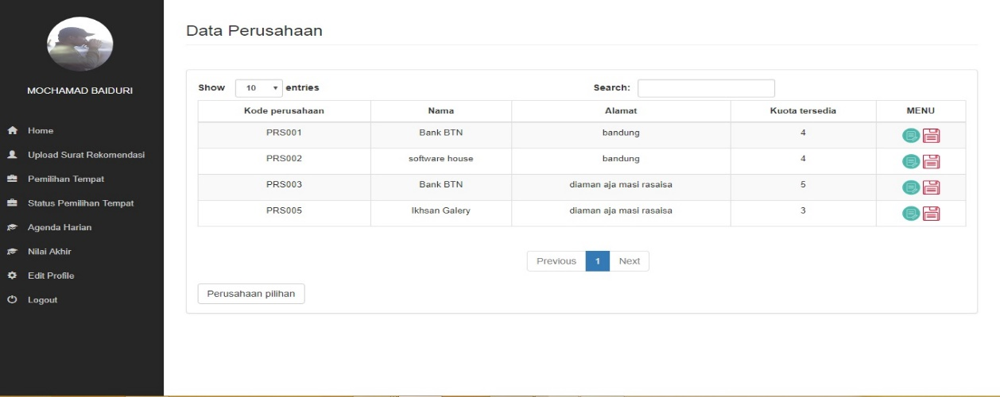 MOCHAMAD BAIDURI
Home
Upload Surat Rekomendasi
Pemilihan Tempat
Status Pemilihan Tempat
Agenda Harian
Nilai Akhir
Edit Profile
Logout
Data Perusahaan
Show 10 entries Search:
Kode perusahaan Nama Alamat Kuota tersedia MENU
PRS001 Bank BTN bandung 4
PRS002 software house bandung 4
PRS003 Bank BTN diaman aja masi rasaisa 5
PRS005 Ikhsan Galery diaman aja masi rasaisa 3
Previous 1 Next
Perusahaan pilihan